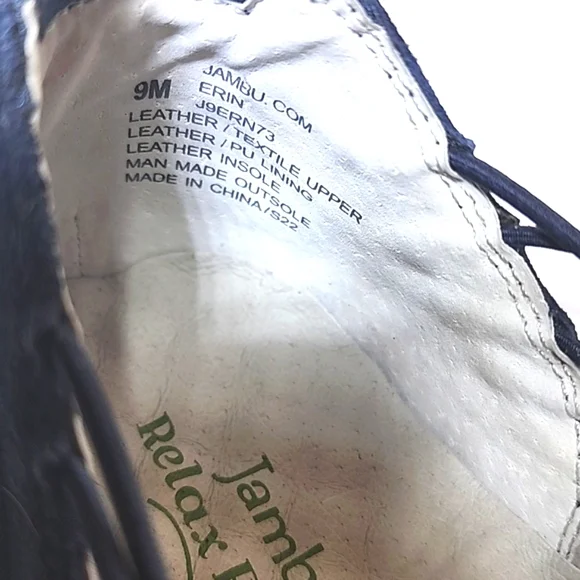 9M
JAMBU.COM
ERIN
J9ERN73
LEATHER / TEXTILE UPPER
LEATHER / PU LINING
LEATHER INSOLE
MAN MADE OUTSOLE
MADE IN CHINA/S22
Jamb
Relax